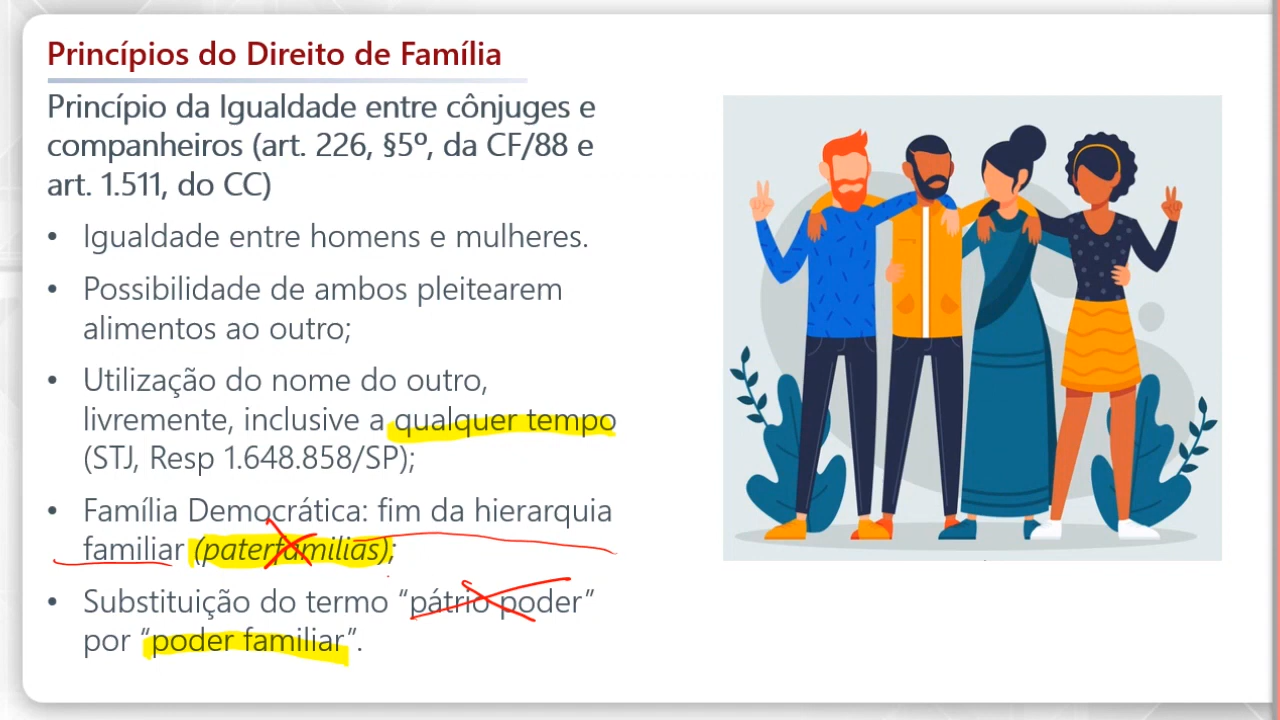 Princípios do Direito de Família
Princípio da Igualdade entre cônjuges e
companheiros (art. 226, §5º, da CF/88 e
art. 1.511, do CC)
• Igualdade entre homens e mulheres.
• Possibilidade de ambos pleitearem
alimentos ao outro;
• Utilização do nome do outro,
livremente, inclusive a qualquer tempo
(STJ, Resp 1.648.858/SP);
• Família Democrática: fim da hierarquia
familiar (paterfamilias);
• Substituição do termo “pátrio poder”
por “poder familiar”.